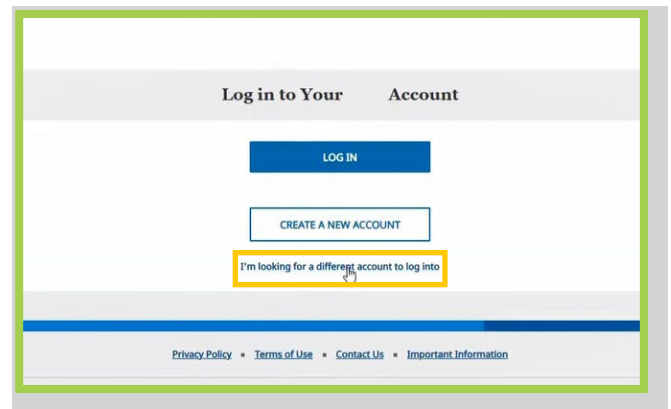 Log in to Your Account
LOG IN
CREATE A NEW ACCOUNT
I'm looking for a different account to log into
Privacy Policy ▪ Terms of Use ▪ Contact Us ▪ Important Information